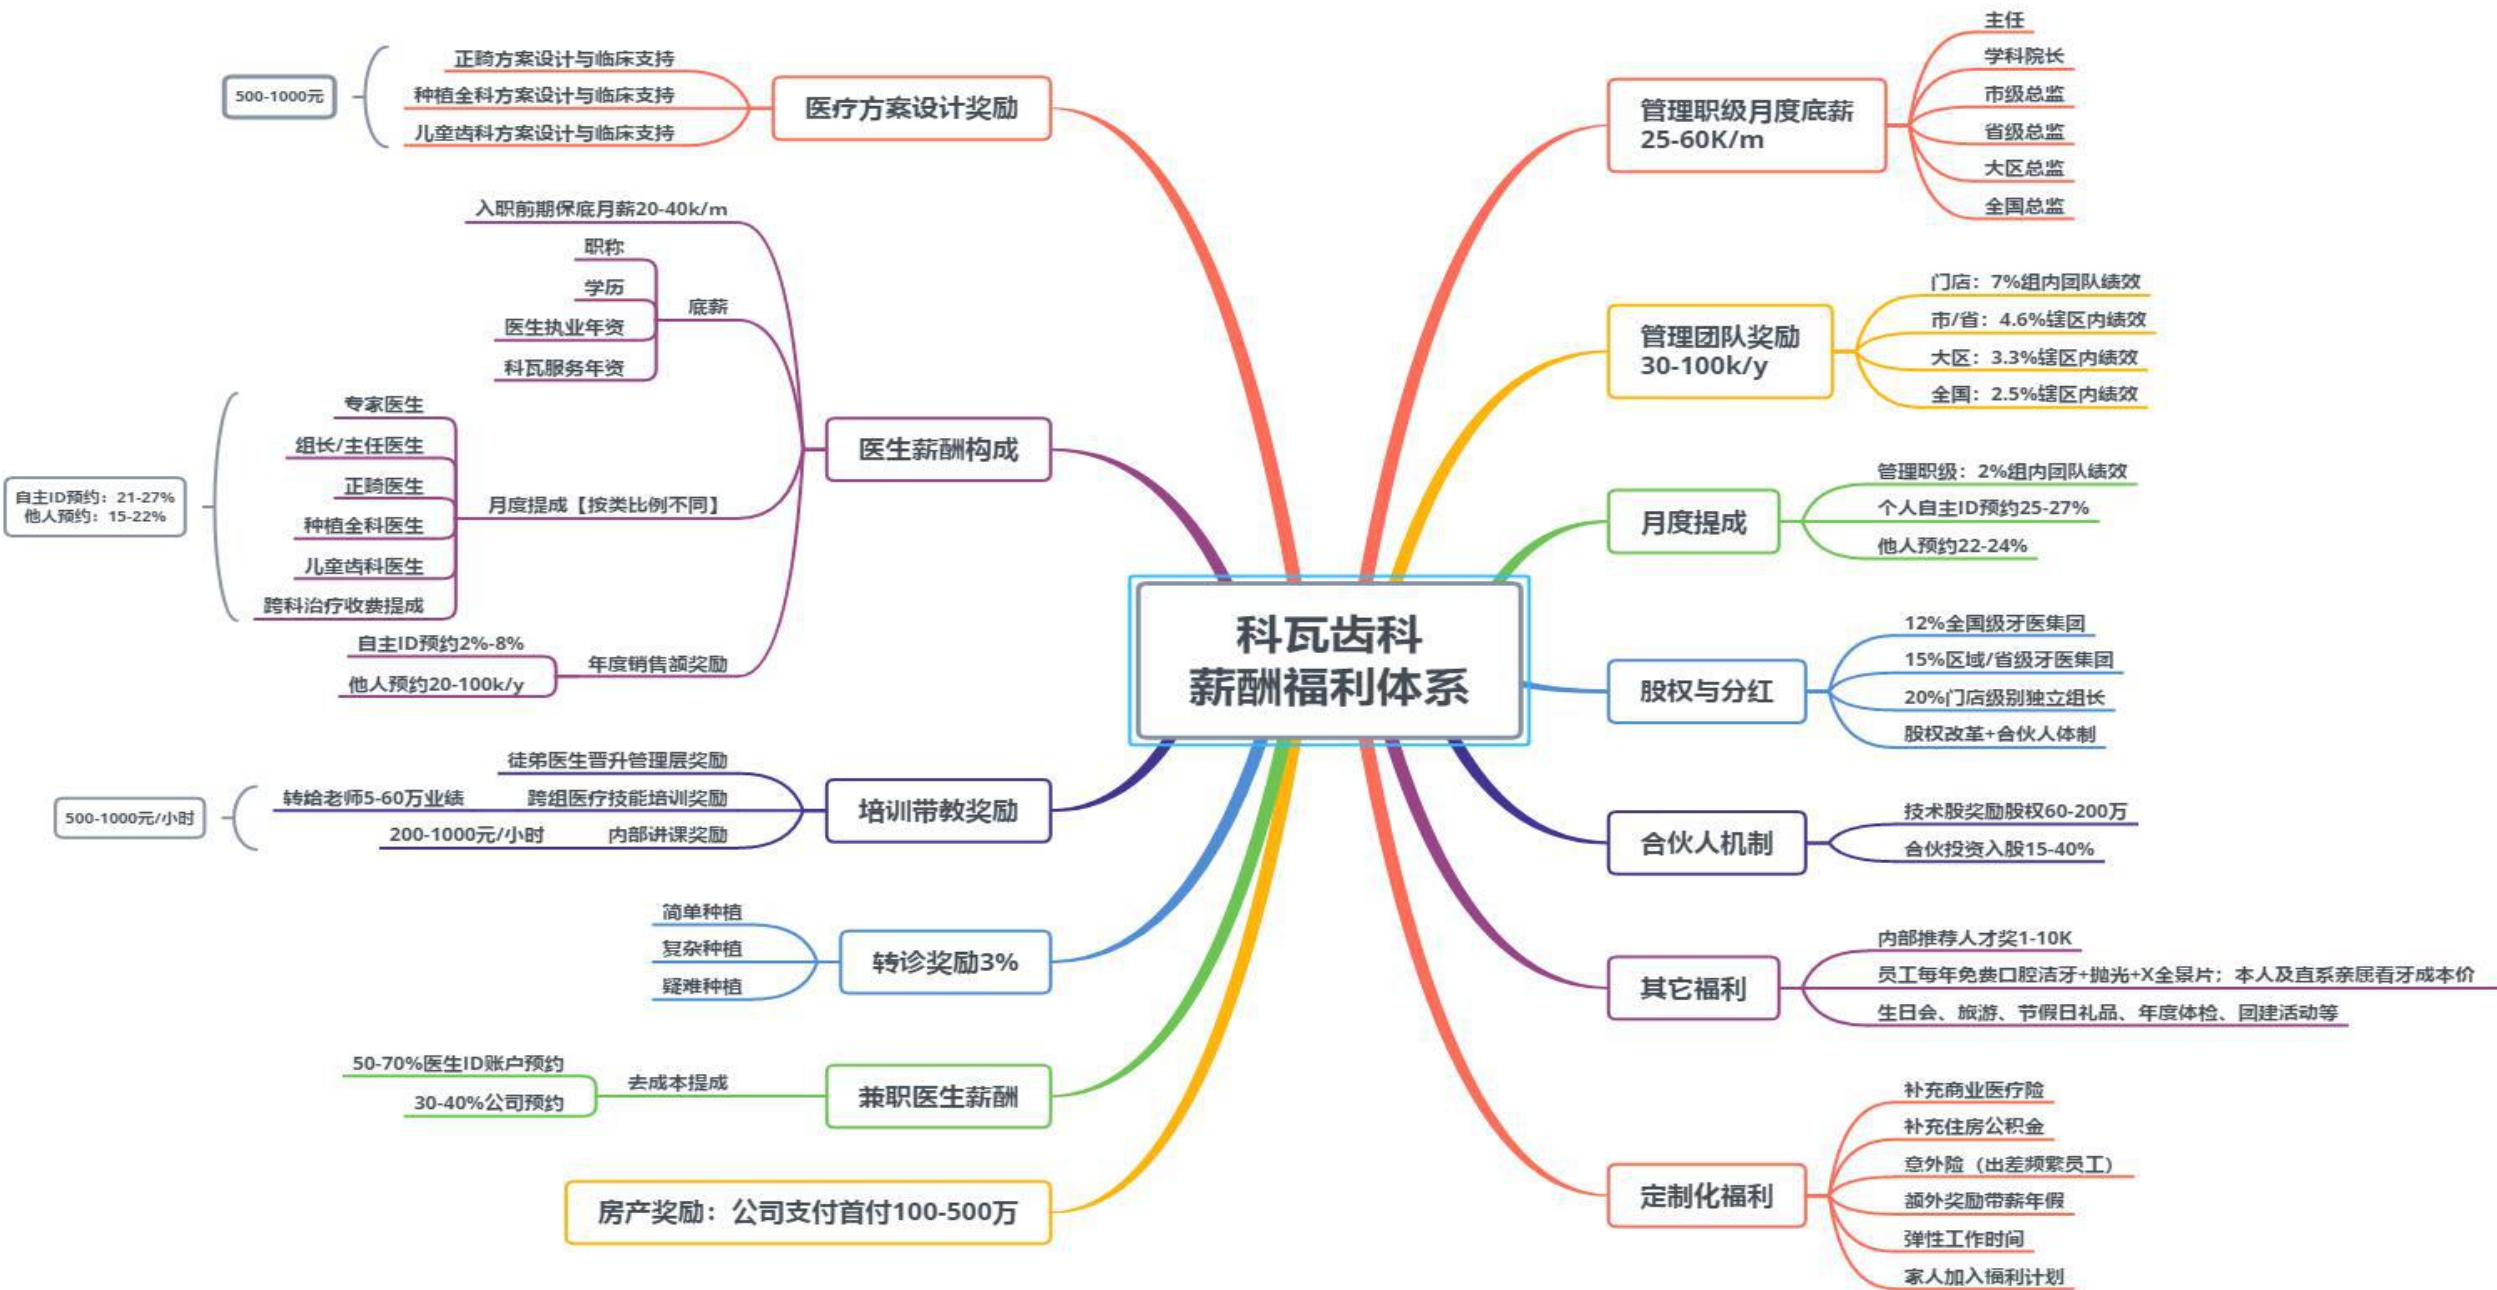 科瓦齿科
薪酬福利体系
医疗方案设计奖励
正畸方案设计与临床支持
种植全科方案设计与临床支持
儿童齿科方案设计与临床支持
500-1000元
医生薪酬构成
入职前期保底月薪20-40k/m
底薪
职称
学历
医生执业年资
科瓦服务年资
月度提成【按类比例不同】
专家医生
组长/主任医生
正畸医生
种植全科医生
儿童齿科医生
跨科治疗收费提成
自主ID预约：21-27%
他人预约：15-22%
年度销售额奖励
自主ID预约2%-8%
他人预约20-100k/y
培训带教奖励
徒弟医生晋升管理层奖励
跨组医疗技能培训奖励
转给老师5-60万业绩
内部讲课奖励
200-1000元/小时
500-1000元/小时
转诊奖励3%
简单种植
复杂种植
疑难种植
兼职医生薪酬
去成本提成
50-70%医生ID账户预约
30-40%公司预约
房产奖励：公司支付首付100-500万
管理职级月度底薪
25-60K/m
主任
学科院长
市级总监
省级总监
大区总监
全国总监
管理团队奖励
30-100k/y
门店：7%组内团队绩效
市/省：4.6%辖区内绩效
大区：3.3%辖区内绩效
全国：2.5%辖区内绩效
月度提成
管理职级：2%组内团队绩效
个人自主ID预约25-27%
他人预约22-24%
股权与分红
12%全国级牙医集团
15%区域/省级牙医集团
20%门店级别独立组长
股权改革+合伙人体制
合伙人机制
技术股奖励股权60-200万
合伙投资入股15-40%
其它福利
内部推荐人才奖1-10K
员工每年免费口腔洁牙+抛光+X全景片；本人及直系亲属看牙成本价
生日会、旅游、节假日礼品、年度体检、团建活动等
定制化福利
补充商业医疗险
补充住房公积金
意外险（出差频繁员工）
额外奖励带薪年假
弹性工作时间
家人加入福利计划